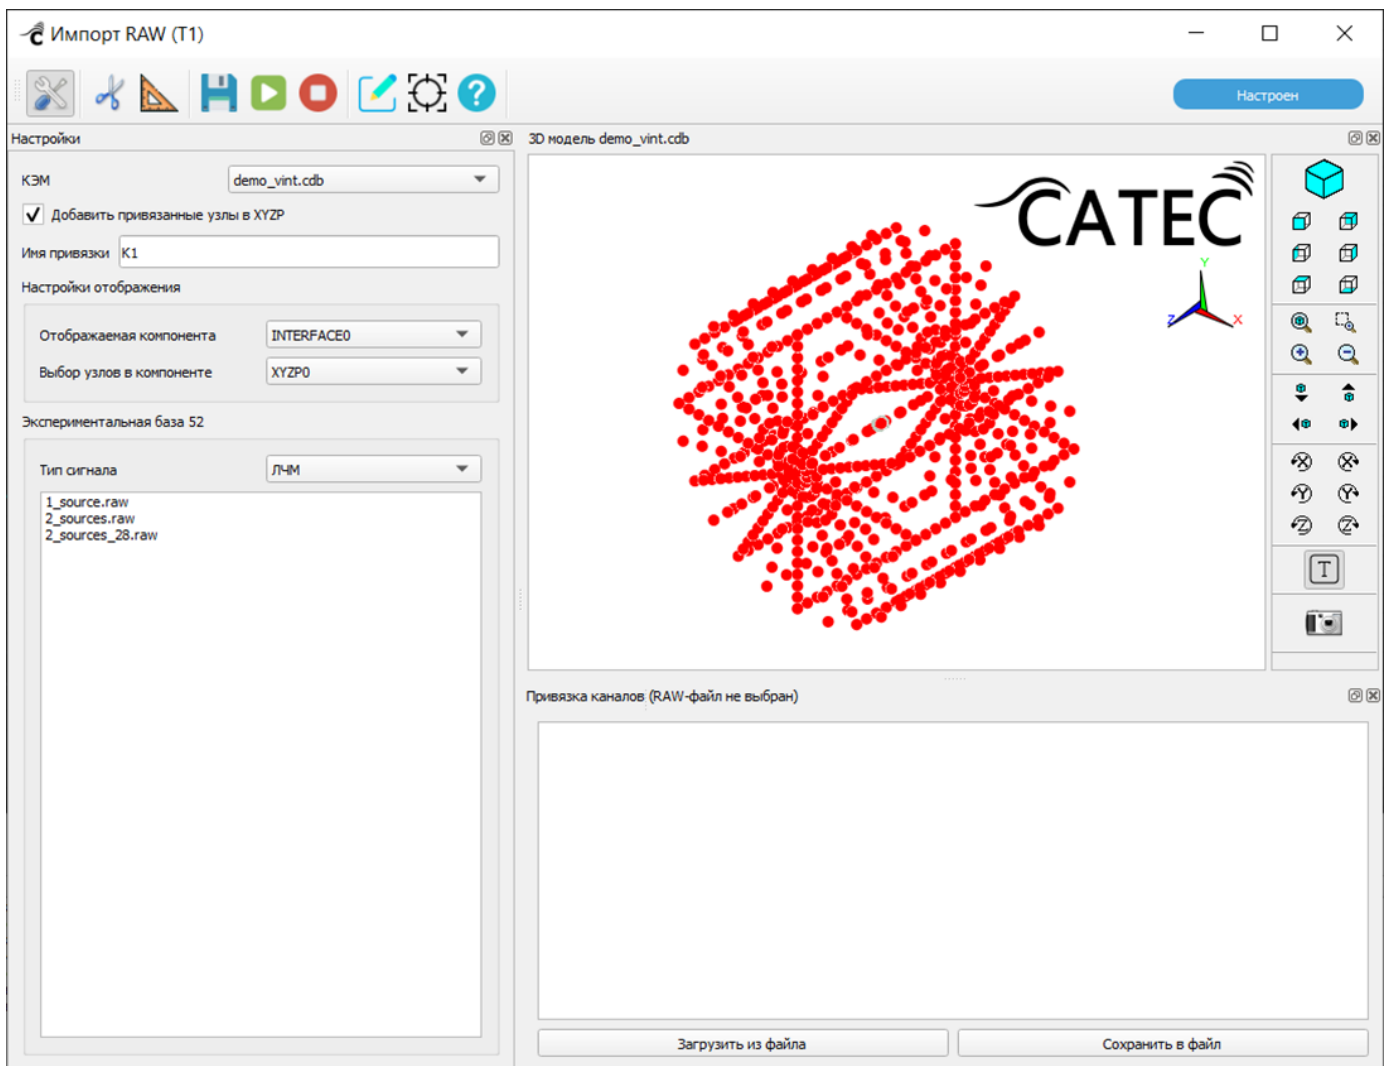 Импорт RAW (T1)
Настроен
Настройки
КЭМ
demo_vint.cdb
Добавить привязанные узлы в XYZP
Имя привязки
K1
Настройки отображения
Отображаемая компонента
INTERFACE0
Выбор узлов в компоненте
XYZP0
Экспериментальная база 52
Тип сигнала
ЛЧМ
1_source.raw
2_sources.raw
2_sources_28.raw
3D модель demo_vint.cdb
CATEC
Y
Z
X
X
X
Y
Y
Z
Z
T
Привязка каналов (RAW-файл не выбран)
Загрузить из файла
Сохранить в файл